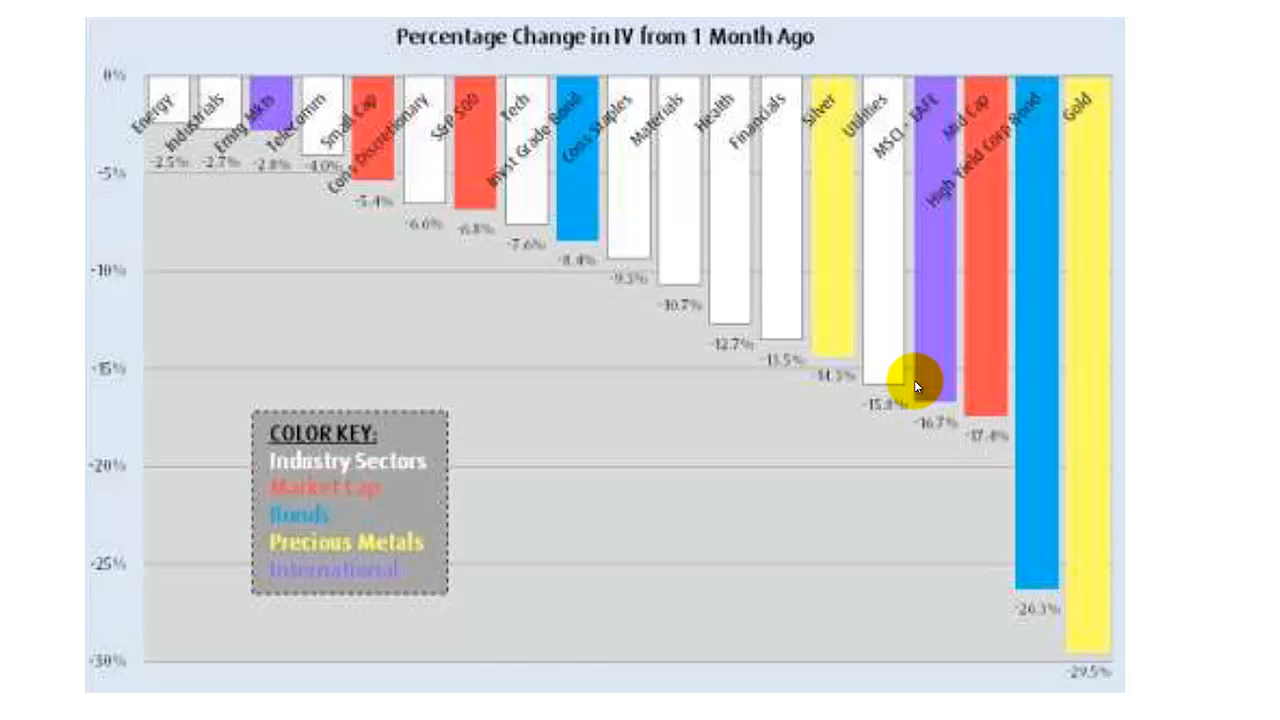 Percentage Change in IV from 1 Month Ago
0%
-5%
-10%
-15%
-20%
-25%
-30%
Energy
Industrials
Emrg Mkts
Telecomm
Small Cap
Cons Discretionary
S&P 500
Tech
Invst Grade Bond
Cons Staples
Materials
Health
Financials
Silver
Utilities
MSCI - EAFE
Mid Cap
High Yield Corp Bond
Gold
-2.5%
-2.7%
-2.8%
-4.0%
-5.4%
-6.6%
-6.8%
-7.6%
-8.4%
-9.3%
-10.7%
-12.7%
-13.5%
-14.3%
-15.8%
-16.7%
-17.4%
-26.3%
-29.5%
COLOR KEY:
Industry Sectors
Market Cap
Bonds
Precious Metals
International